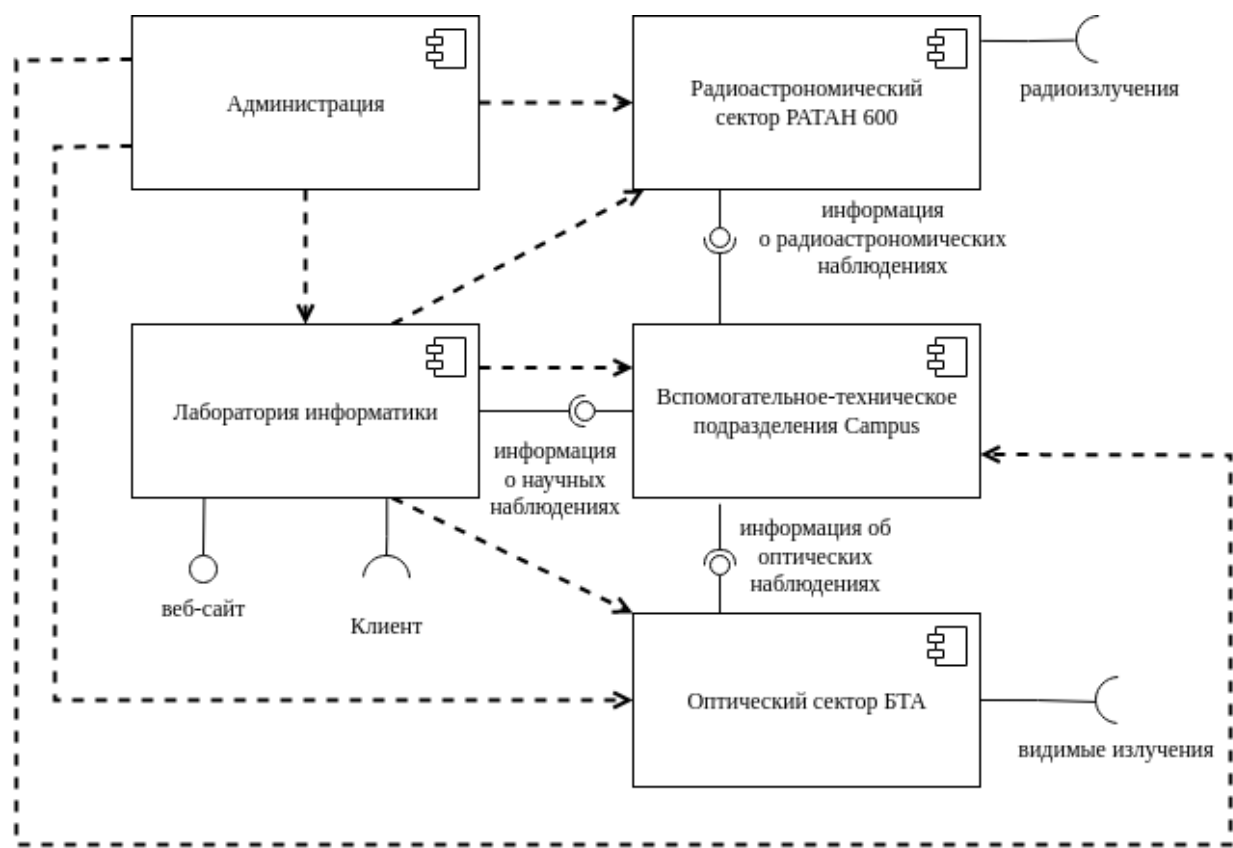 Администрация
Радиоастрономический
сектор РАТАН 600
радиоизлучения
информация
о радиоастрономических
наблюдениях
Лаборатория информатики
Вспомогательное-техническое
подразделения Campus
информация
о научных
наблюдениях
информация об
оптических
наблюдениях
веб-сайт
Клиент
Оптический сектор БТА
видимые излучения